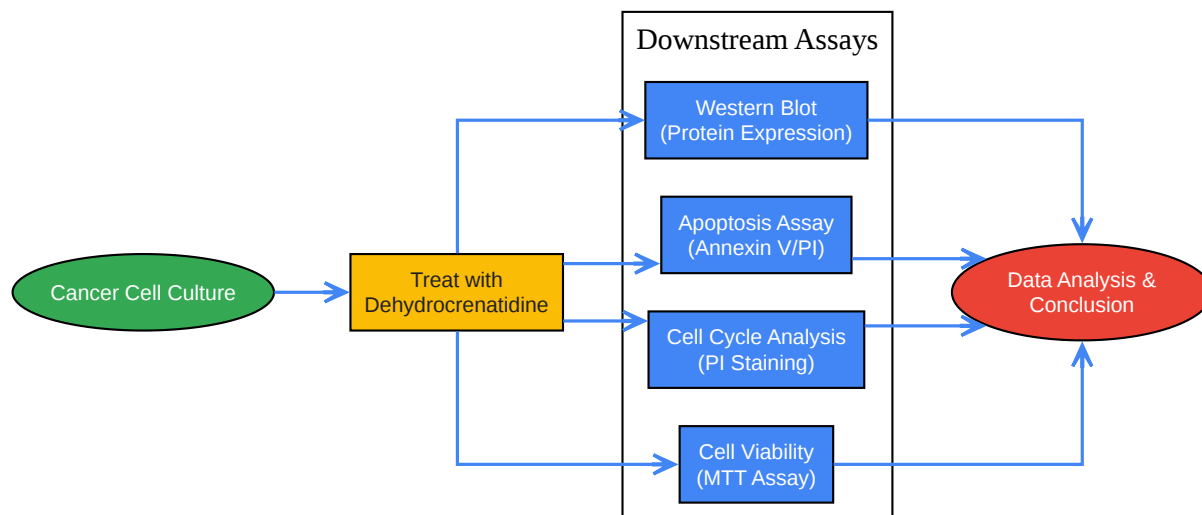 Downstream Assays
Western Blot
(Protein Expression)
Apoptosis Assay
(Annexin V/PI)
Cancer Cell Culture
Treat with
Dehydrocrenatidine
Data Analysis &
Conclusion
Cell Cycle Analysis
(PI Staining)
Cell Viability
(MTT Assay)